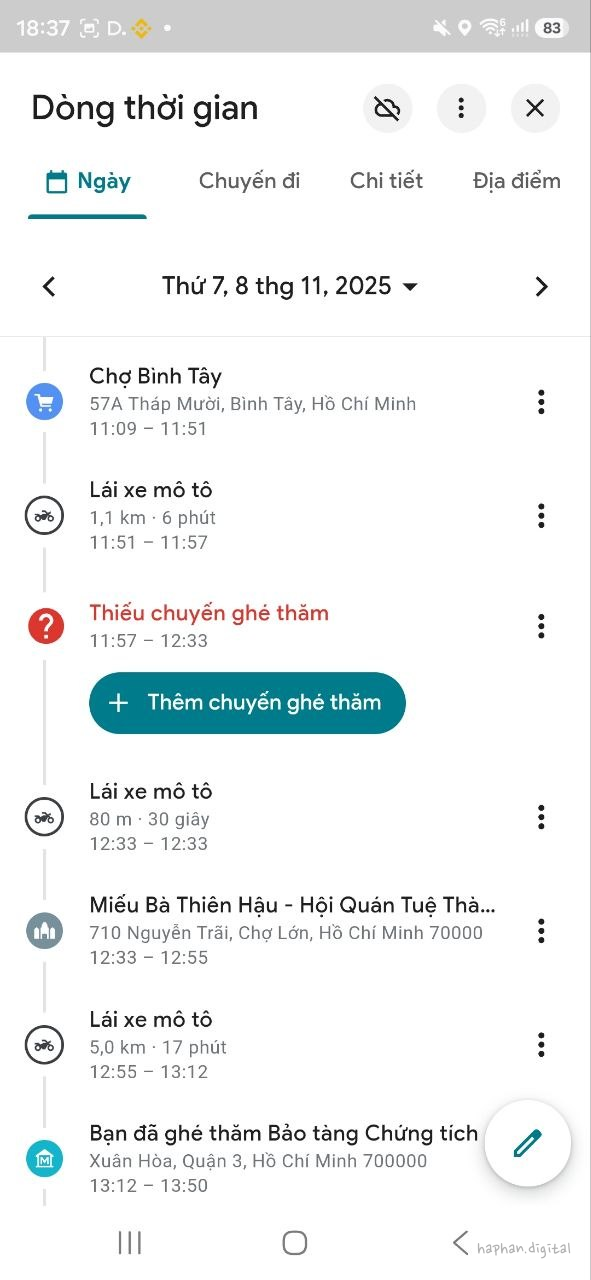 18:37 D.
6 83
Dòng thời gian
Ngày Chuyến đi Chi tiết Địa điểm
Thứ 7, 8 thg 11, 2025
Chợ Bình Tây
57A Tháp Mười, Bình Tây, Hồ Chí Minh
11:09 – 11:51
Lái xe mô tô
1,1 km · 6 phút
11:51 – 11:57
?
Thiếu chuyến ghé thăm
11:57 – 12:33
+ Thêm chuyến ghé thăm
Lái xe mô tô
80 m · 30 giây
12:33 – 12:33
Miếu Bà Thiên Hậu - Hội Quán Tuệ Thà...
710 Nguyễn Trãi, Chợ Lớn, Hồ Chí Minh 70000
12:33 – 12:55
Lái xe mô tô
5,0 km · 17 phút
12:55 – 13:12
M
Bạn đã ghé thăm Bảo tàng Chứng tích
Xuân Hòa, Quận 3, Hồ Chí Minh 700000
13:12 – 13:50
haphan.digital